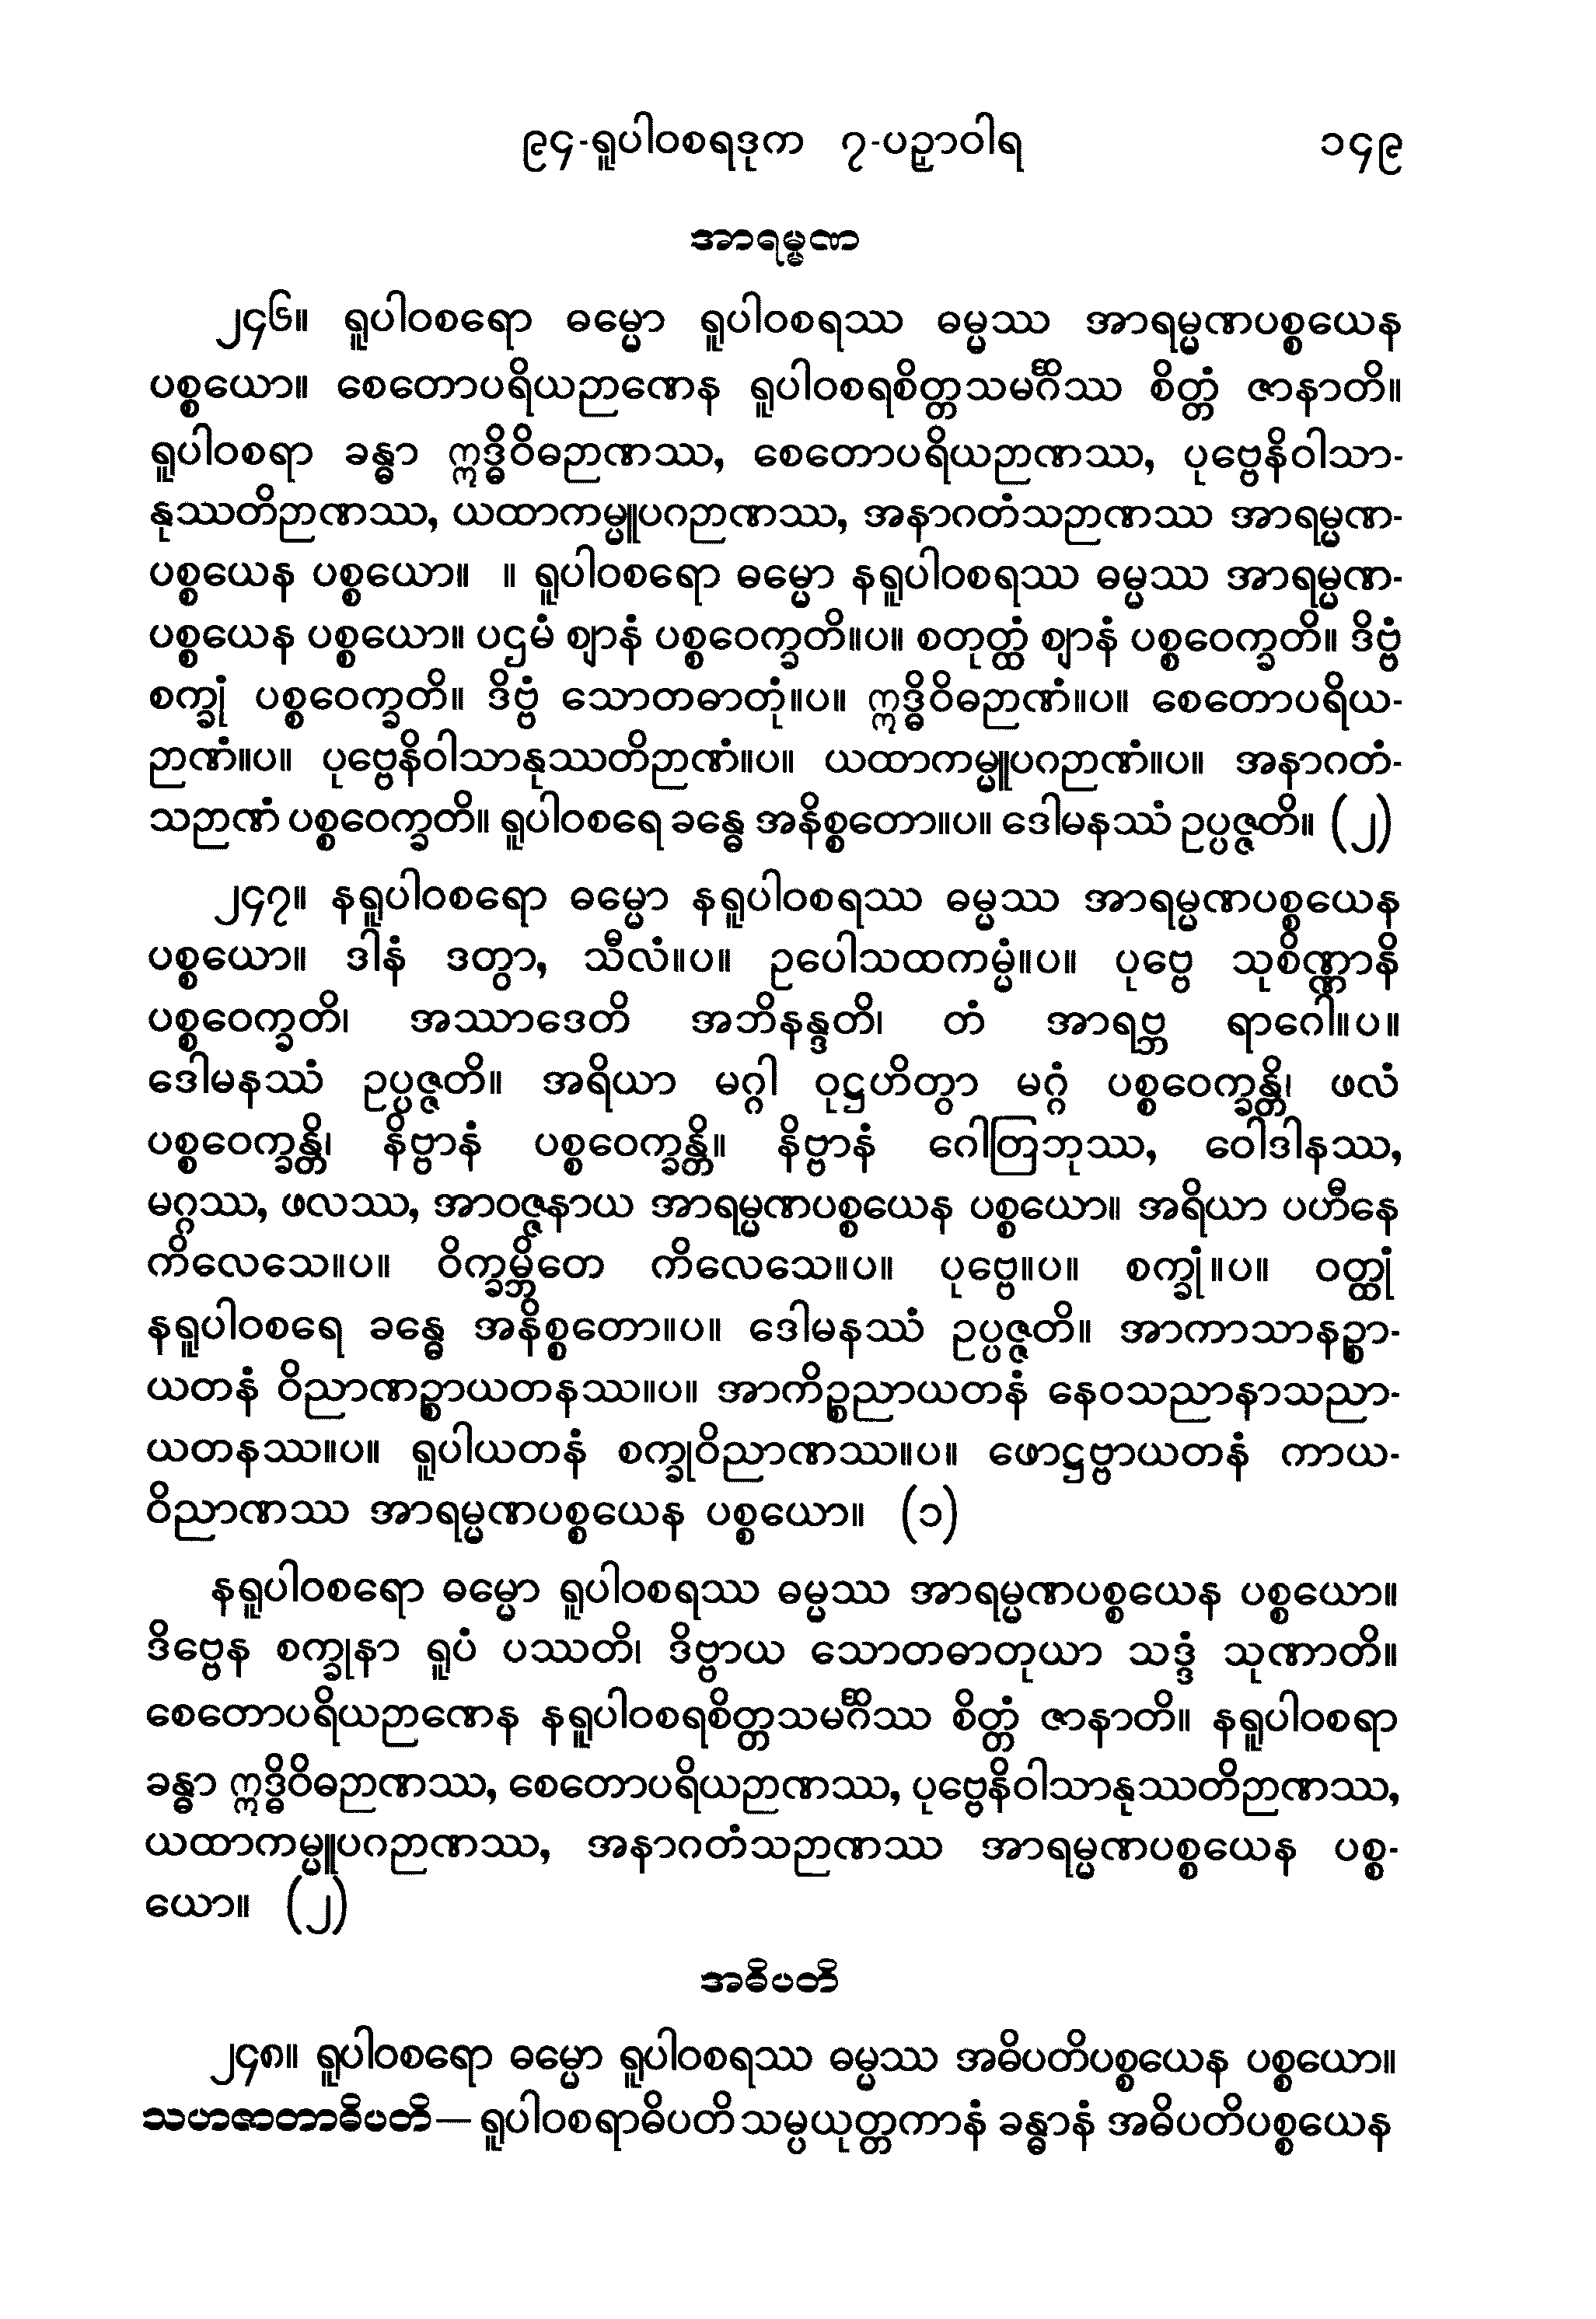 ၉၄-ရူပါဝစရဒုက ၇-ပဉှာဝါရ ၁၄၉
အာရမ္မဏ
၂၄၆။ ရူပါဝစရော ဓမ္မော ရူပါဝစရဿ ဓမ္မဿ အာရမ္မဏပစ္စယေန
ပစ္စယော။ စေတောပရိယဉာဏေန ရူပါဝစရစိတ္တသမင်္ဂိဿ စိတ္တံ ဇာနာတိ။
ရူပါဝစရာ ခန္ဓာ ဣဒ္ဓိဝိဓဉာဏဿ, စေတောပရိယဉာဏဿ, ပုဗ္ဗေနိဝါသာ-
နုဿတိဉာဏဿ, ယထာကမ္မူပဂဉာဏဿ, အနာဂတံသဉာဏဿ အာရမ္မဏ-
ပစ္စယေန ပစ္စယော။ ။ ရူပါဝစရော ဓမ္မော နရူပါဝစရဿ ဓမ္မဿ အာရမ္မဏ-
ပစ္စယေန ပစ္စယော။ ပဌမံ ဈာနံ ပစ္စဝေက္ခတိ။ပ။ စတုတ္ထံ ဈာနံ ပစ္စဝေက္ခတိ။ ဒိဗ္ဗံ
စက္ခုံ ပစ္စဝေက္ခတိ။ ဒိဗ္ဗံ သောတဓာတုံ။ပ။ ဣဒ္ဓိဝိဓဉာဏံ။ပ။ စေတောပရိယ-
ဉာဏံ။ပ။ ပုဗ္ဗေနိဝါသာနုဿတိဉာဏံ။ပ။ ယထာကမ္မူပဂဉာဏံ။ပ။ အနာဂတံ-
သဉာဏံ ပစ္စဝေက္ခတိ။ ရူပါဝစရေ ခန္ဓေ အနိစ္စတော။ပ။ ဒေါမနဿံ ဥပ္ပဇ္ဇတိ။ (၂)
၂၄၇။ နရူပါဝစရော ဓမ္မော နရူပါဝစရဿ ဓမ္မဿ အာရမ္မဏပစ္စယေန
ပစ္စယော။ ဒါနံ ဒတွာ, သီလံ။ပ။ ဥပေါသထကမ္မံ။ပ။ ပုဗ္ဗေ သုစိဏ္ဏာနိ
ပစ္စဝေက္ခတိ၊ အဿာဒေတိ အဘိနန္ဒတိ၊ တံ အာရဗ္ဘ ရာဂေါ။ပ။
ဒေါမနဿံ ဥပ္ပဇ္ဇတိ။ အရိယာ မဂ္ဂါ ဝုဋ္ဌဟိတွာ မဂ္ဂံ ပစ္စဝေက္ခန္တိ၊ ဖလံ
ပစ္စဝေက္ခန္တိ၊ နိဗ္ဗာနံ ပစ္စဝေက္ခန္တိ။ နိဗ္ဗာနံ ဂေါတြဘုဿ, ဝေါဒါနဿ,
မဂ္ဂဿ, ဖလဿ, အာဝဇ္ဇနာယ အာရမ္မဏပစ္စယေန ပစ္စယော။ အရိယာ ပဟီနေ
ကိလေသေ။ပ။ ဝိက္ခမ္ဘိတေ ကိလေသေ။ပ။ ပုဗ္ဗေ။ပ။ စက္ခုံ။ပ။ ဝတ္ထုံ
နရူပါဝစရေ ခန္ဓေ အနိစ္စတော။ပ။ ဒေါမနဿံ ဥပ္ပဇ္ဇတိ။ အာကာသာနဉ္စာ-
ယတနံ ဝိညာဏဉ္စာယတနဿ။ပ။ အာကိဉ္စညာယတနံ နေဝသညာနာသညာ-
ယတနဿ။ပ။ ရူပါယတနံ စက္ခုဝိညာဏဿ။ပ။ ဖောဋ္ဌဗ္ဗာယတနံ ကာယ-
ဝိညာဏဿ အာရမ္မဏပစ္စယေန ပစ္စယော။ (၁)
နရူပါဝစရော ဓမ္မော ရူပါဝစရဿ ဓမ္မဿ အာရမ္မဏပစ္စယေန ပစ္စယော။
ဒိဗ္ဗေန စက္ခုနာ ရူပံ ပဿတိ၊ ဒိဗ္ဗာယ သောတဓာတုယာ သဒ္ဒံ သုဏာတိ။
စေတောပရိယဉာဏေန နရူပါဝစရစိတ္တသမင်္ဂိဿ စိတ္တံ ဇာနာတိ။ နရူပါဝစရာ
ခန္ဓာ ဣဒ္ဓိဝိဓဉာဏဿ, စေတောပရိယဉာဏဿ, ပုဗ္ဗေနိဝါသာနုဿတိဉာဏဿ,
ယထာကမ္မူပဂဉာဏဿ, အနာဂတံသဉာဏဿ အာရမ္မဏပစ္စယေန ပစ္စ-
ယော။ (၂)
အဓိပတိ
၂၄၈။ ရူပါဝစရော ဓမ္မော ရူပါဝစရဿ ဓမ္မဿ အဓိပတိပစ္စယေန ပစ္စယော။
သဟဇာတာဓိပတိ— ရူပါဝစရာဓိပတိ သမ္ပယုတ္တကာနံ ခန္ဓာနံ အဓိပတိပစ္စယေန